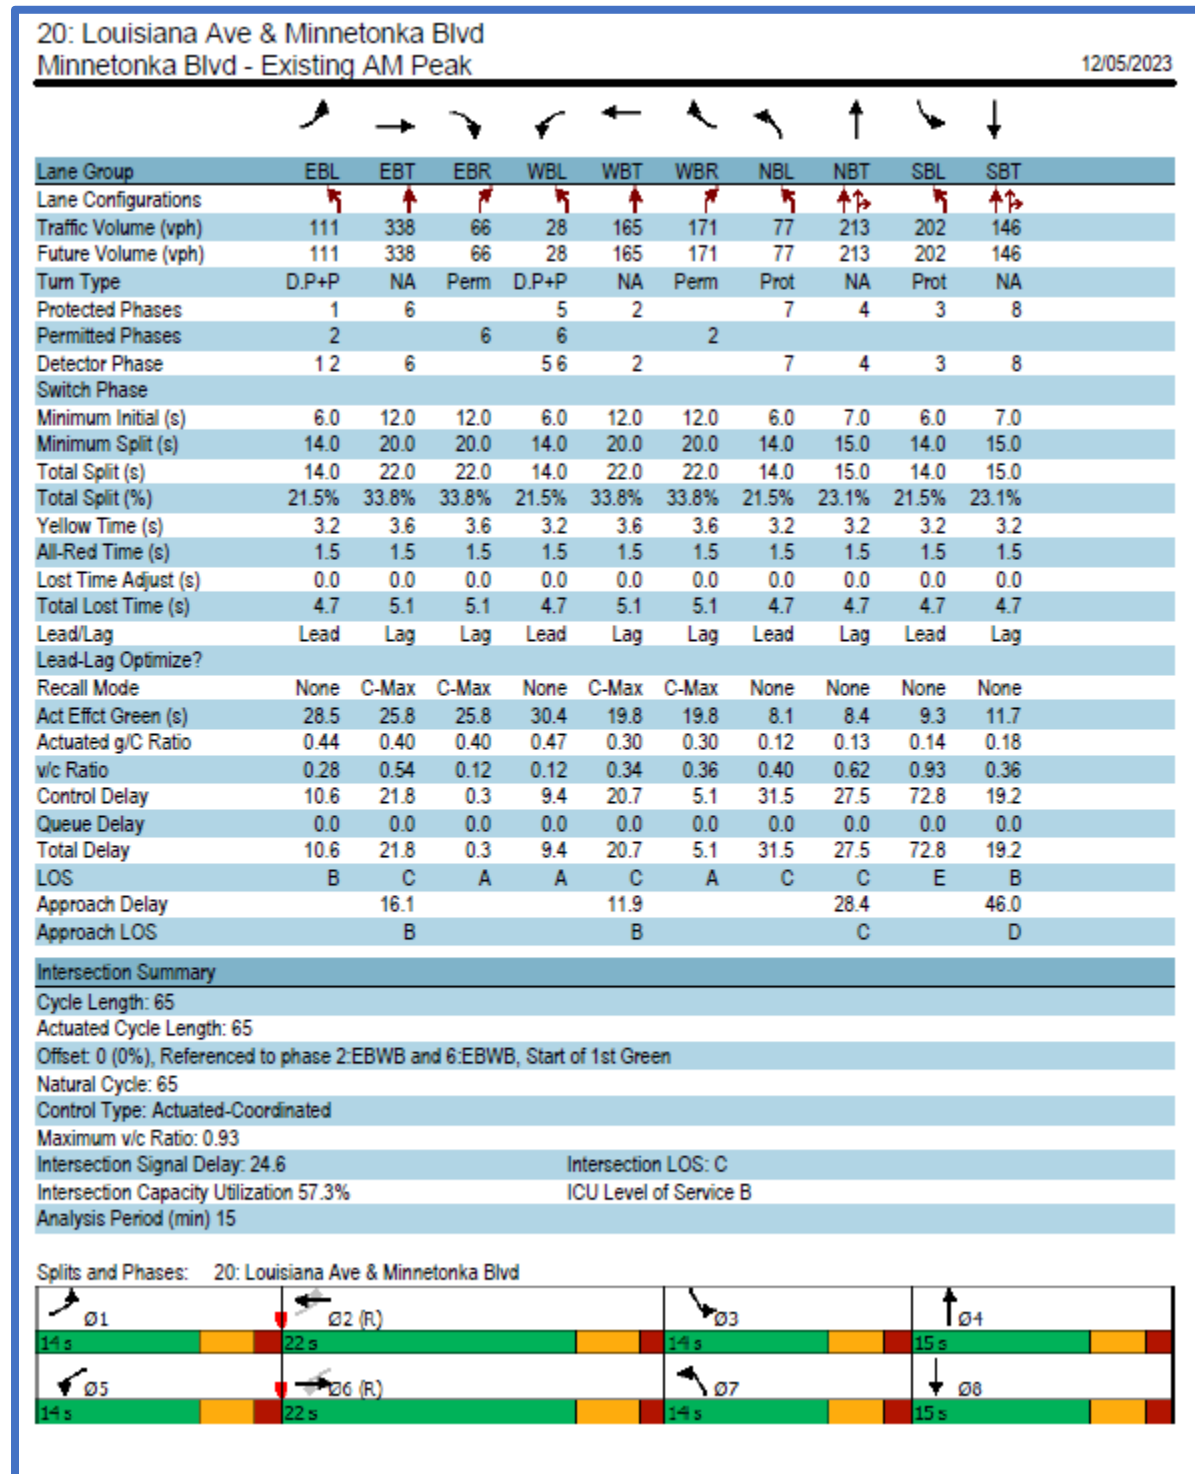 20: Louisiana Ave & Minnetonka Blvd
Minnetonka Blvd - Existing AM Peak 12/05/2023
Lane Group EBL EBT EBR WBL WBT WBR NBL NBT SBL SBT
Lane Configurations
Traffic Volume (vph) 111 338 66 28 165 171 77 213 202 146
Future Volume (vph) 111 338 66 28 165 171 77 213 202 146
Turn Type D.P+P NA Perm D.P+P NA Perm Prot NA Prot NA
Protected Phases 1 6 5 2 7 4 3 8
Permitted Phases 2 6 6 2
Detector Phase 1 2 6 5 6 2 7 4 3 8
Switch Phase
Minimum Initial (s) 6.0 12.0 12.0 6.0 12.0 12.0 6.0 7.0 6.0 7.0
Minimum Split (s) 14.0 20.0 20.0 14.0 20.0 20.0 14.0 15.0 14.0 15.0
Total Split (s) 14.0 22.0 22.0 14.0 22.0 22.0 14.0 15.0 14.0 15.0
Total Split (%) 21.5% 33.8% 33.8% 21.5% 33.8% 33.8% 21.5% 23.1% 21.5% 23.1%
Yellow Time (s) 3.2 3.6 3.6 3.2 3.6 3.6 3.2 3.2 3.2 3.2
All-Red Time (s) 1.5 1.5 1.5 1.5 1.5 1.5 1.5 1.5 1.5 1.5
Lost Time Adjust (s) 0.0 0.0 0.0 0.0 0.0 0.0 0.0 0.0 0.0 0.0
Total Lost Time (s) 4.7 5.1 5.1 4.7 5.1 5.1 4.7 4.7 4.7 4.7
Lead/Lag Lead Lag Lag Lead Lag Lag Lead Lag Lead Lag
Lead-Lag Optimize?
Recall Mode None C-Max C-Max None C-Max C-Max None None None None
Act Effct Green (s) 28.5 25.8 25.8 30.4 19.8 19.8 8.1 8.4 9.3 11.7
Actuated g/C Ratio 0.44 0.40 0.40 0.47 0.30 0.30 0.12 0.13 0.14 0.18
v/c Ratio 0.28 0.54 0.12 0.12 0.34 0.36 0.40 0.62 0.93 0.36
Control Delay 10.6 21.8 0.3 9.4 20.7 5.1 31.5 27.5 72.8 19.2
Queue Delay 0.0 0.0 0.0 0.0 0.0 0.0 0.0 0.0 0.0 0.0
Total Delay 10.6 21.8 0.3 9.4 20.7 5.1 31.5 27.5 72.8 19.2
LOS B C A A C A C C E B
Approach Delay 16.1 11.9 28.4 46.0
Approach LOS B B C D
Intersection Summary
Cycle Length: 65
Actuated Cycle Length: 65
Offset: 0 (0%), Referenced to phase 2:EBWB and 6:EBWB, Start of 1st Green
Natural Cycle: 65
Control Type: Actuated-Coordinated
Maximum v/c Ratio: 0.93
Intersection Signal Delay: 24.6 Intersection LOS: C
Intersection Capacity Utilization 57.3% ICU Level of Service B
Analysis Period (min) 15
Splits and Phases: 20: Louisiana Ave & Minnetonka Blvd
Ø1 Ø2 (R) Ø3 Ø4
14 s 22 s 14 s 15 s
Ø5 Ø6 (R) Ø7 Ø8
14 s 22 s 14 s 15 s